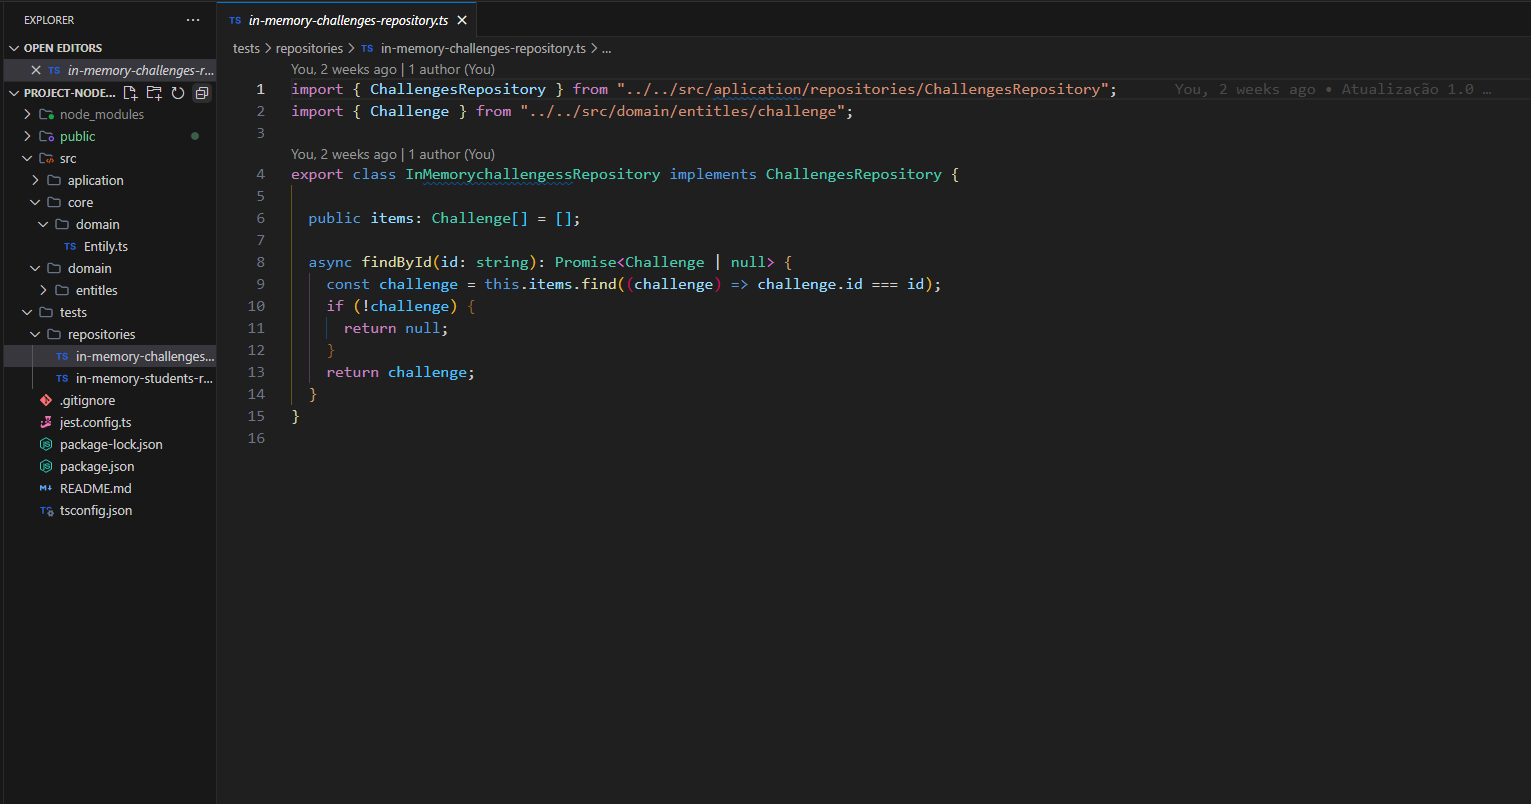 EXPLORER
OPEN EDITORS
TS in-memory-challenges-r...
PROJECT-NODE...
node_modules
public
src
aplication
core
domain
TS Entily.ts
domain
entitles
tests
repositories
TS in-memory-challenges...
TS in-memory-students-r...
.gitignore
jest.config.ts
JS package-lock.json
JS package.json
M README.md
TS tsconfig.json
TS in-memory-challenges-repository.ts
tests > repositories > TS in-memory-challenges-repository.ts > ...
You, 2 weeks ago | 1 author (You)
1 import { ChallengesRepository } from "../../src/aplication/repositories/ChallengesRepository"; You, 2 weeks ago • Atualização 1.0 …
2 import { Challenge } from "../../src/domain/entitles/challenge";
3
You, 2 weeks ago | 1 author (You)
4 export class InMemorychallengessRepository implements ChallengesRepository {
5
6 public items: Challenge[] = [];
7
8 async findById(id: string): Promise<Challenge | null> {
9 const challenge = this.items.find((challenge) => challenge.id === id);
10 if (!challenge) {
11 return null;
12 }
13 return challenge;
14 }
15 }
16